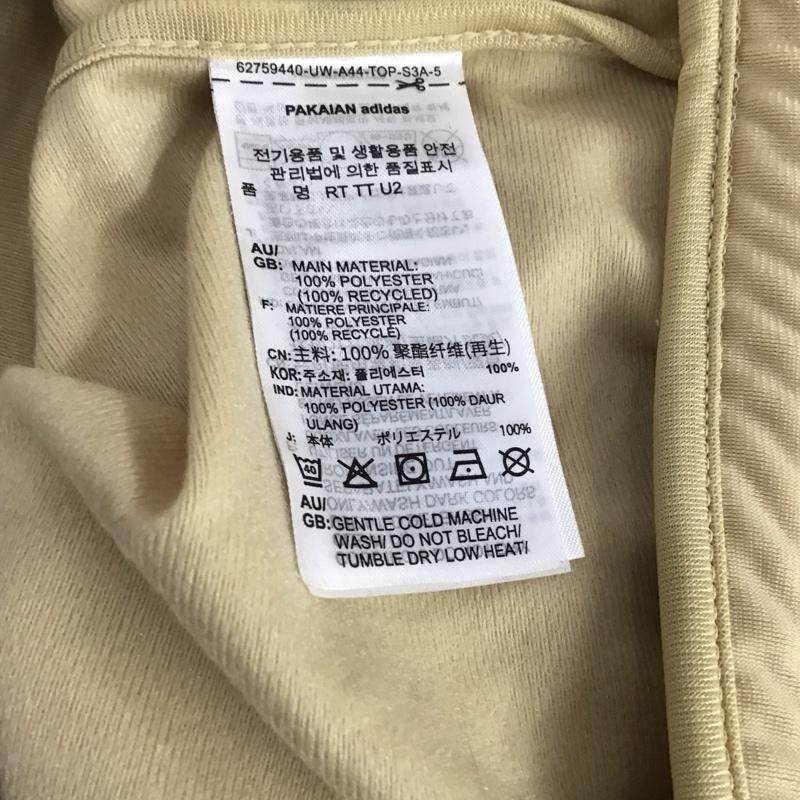 62759440-UW-A44-TOP-S3A-5
PAKAIAN adidas
전기용품 및 생활용품 안전
관리법에 의한 품질표시
품 명 RT TT U2
AU/
GB: MAIN MATERIAL:
100% POLYESTER
(100% RECYCLED)
F: MATIERE PRINCIPALE:
100% POLYESTER
(100% RECYCLÉ)
CN: 主料: 100% 聚酯纤维(再生)
KOR: 주소재: 폴리에스터 100%
IND: MATERIAL UTAMA:
100% POLYESTER (100% DAUR
ULANG)
J: 本体 ポリエステル 100%
40
AU/
GB: GENTLE COLD MACHINE
WASH/ DO NOT BLEACH/
TUMBLE DRY LOW HEAT/